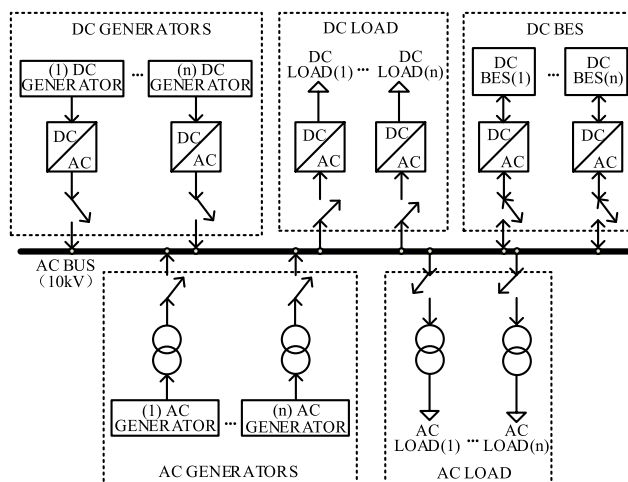 DC GENERATORS
(1) DC
GENERATOR
...
(n) DC
GENERATOR
DC
AC
DC
AC
DC LOAD
DC
LOAD(1)
...
DC
LOAD(n)
DC
AC
DC
AC
DC BES
DC
BES(1)
...
DC
BES(n)
DC
AC
DC
AC
AC BUS
（10kV）
(1) AC
GENERATOR
...
(n) AC
GENERATOR
AC GENERATORS
AC
LOAD(1)
...
AC
LOAD(n)
AC LOAD